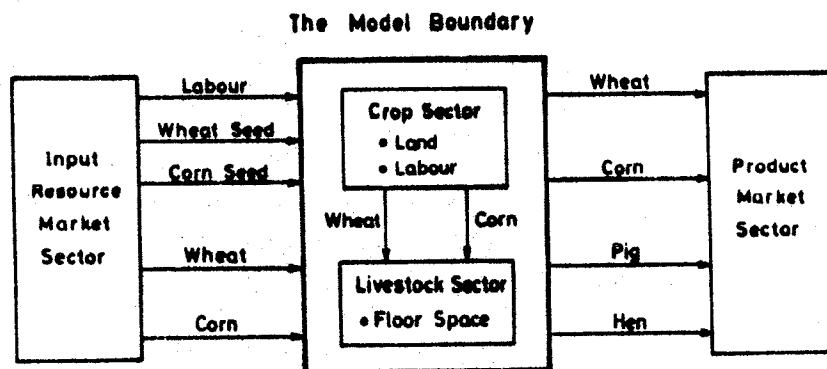 The Model Boundary
Input
Resource
Market
Sector
Labour
Wheat Seed
Corn Seed
Wheat
Corn
Crop Sector
• Land
• Labour
Wheat
Corn
Livestock Sector
• Floor Space
Wheat
Corn
Pig
Hen
Product
Market
Sector